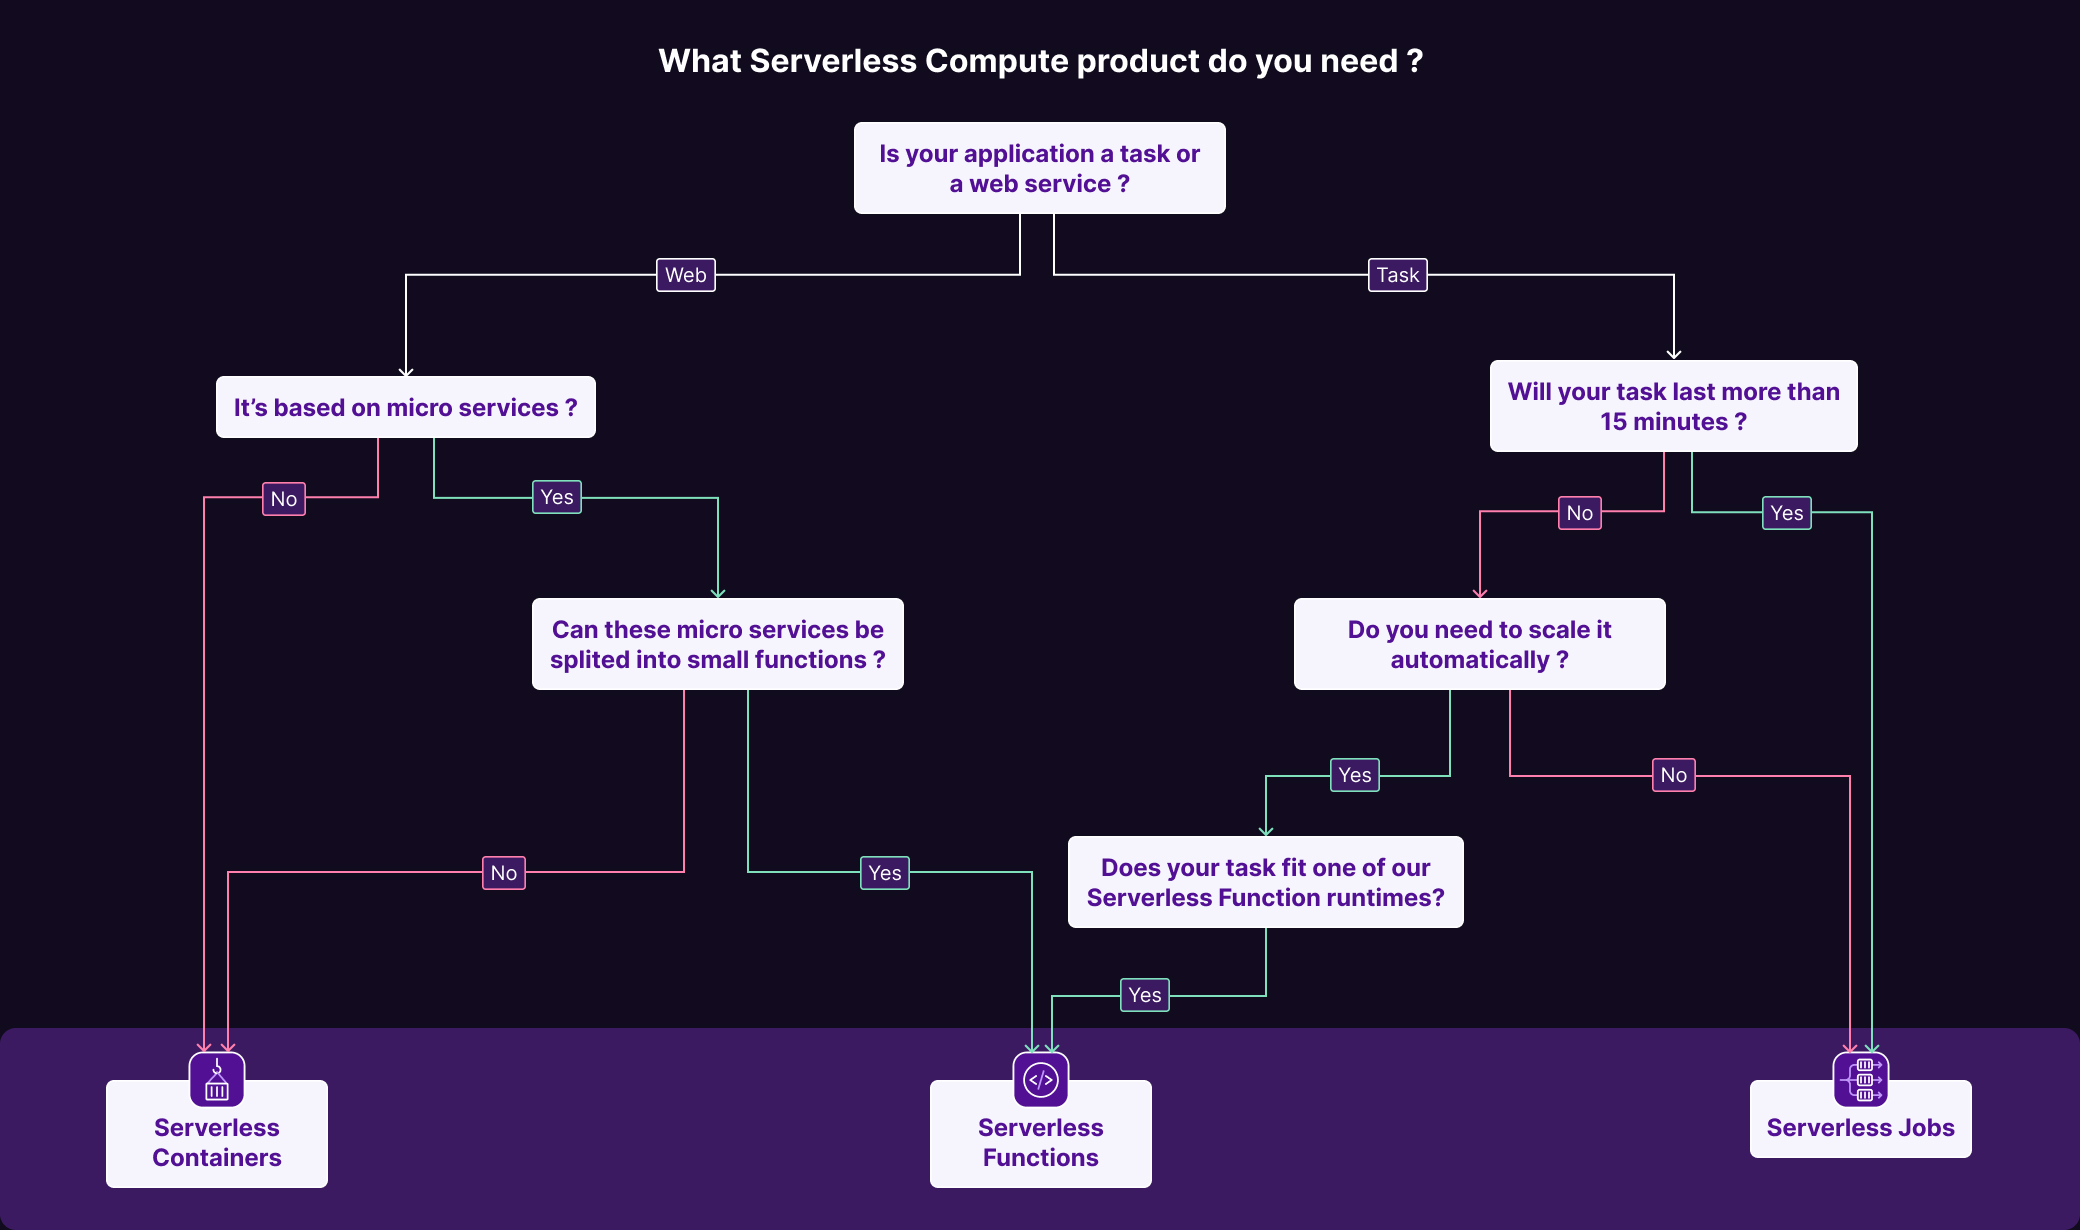 What Serverless Compute product do you need ?
Is your application a task or
a web service ?
Web
Task
It’s based on micro services ?
Will your task last more than
15 minutes ?
No
Yes
No
Yes
Can these micro services be
splited into small functions ?
Do you need to scale it
automatically ?
Yes
No
No
Yes
Does your task fit one of our
Serverless Function runtimes?
Yes
Serverless
Containers
Serverless
Functions
Serverless Jobs